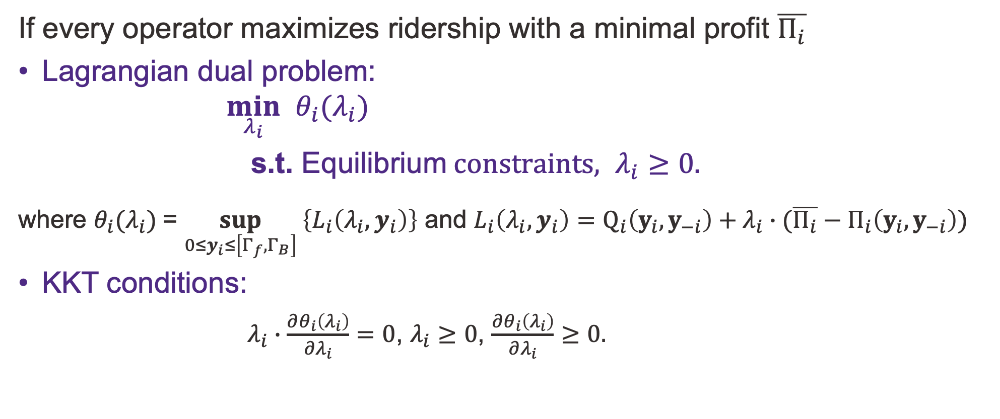 If every operator maximizes ridership with a minimal profit $\overline{\Pi_i}$
• Lagrangian dual problem:
$\min_{\lambda_i} \ \theta_i(\lambda_i)$
s.t. Equilibrium constraints, $\lambda_i \geq 0.$
where $\theta_i(\lambda_i) = \sup_{0 \leq \boldsymbol{y}_i \leq [\Gamma_f, \Gamma_B]} \{L_i(\lambda_i, \boldsymbol{y}_i)\}$ and $L_i(\lambda_i, \boldsymbol{y}_i) = \mathrm{Q}_i(\mathbf{y}_i, \mathbf{y}_{-i}) + \lambda_i \cdot (\overline{\Pi_i} - \Pi_i(\mathbf{y}_i, \mathbf{y}_{-i}))$
• KKT conditions:
$\lambda_i \cdot \frac{\partial \theta_i(\lambda_i)}{\partial \lambda_i} = 0, \lambda_i \geq 0, \frac{\partial \theta_i(\lambda_i)}{\partial \lambda_i} \geq 0.$